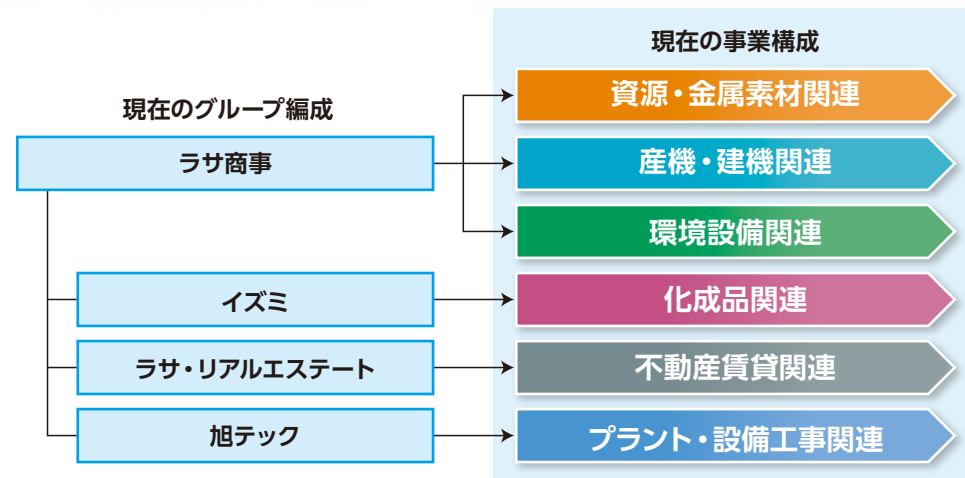 現在の事業構成
現在のグループ編成
資源・金属素材関連
ラサ商事
産機・建機関連
環境設備関連
イズミ
化成品関連
ラサ・リアルエステート
不動産賃貸関連
旭テック
プラント・設備工事関連